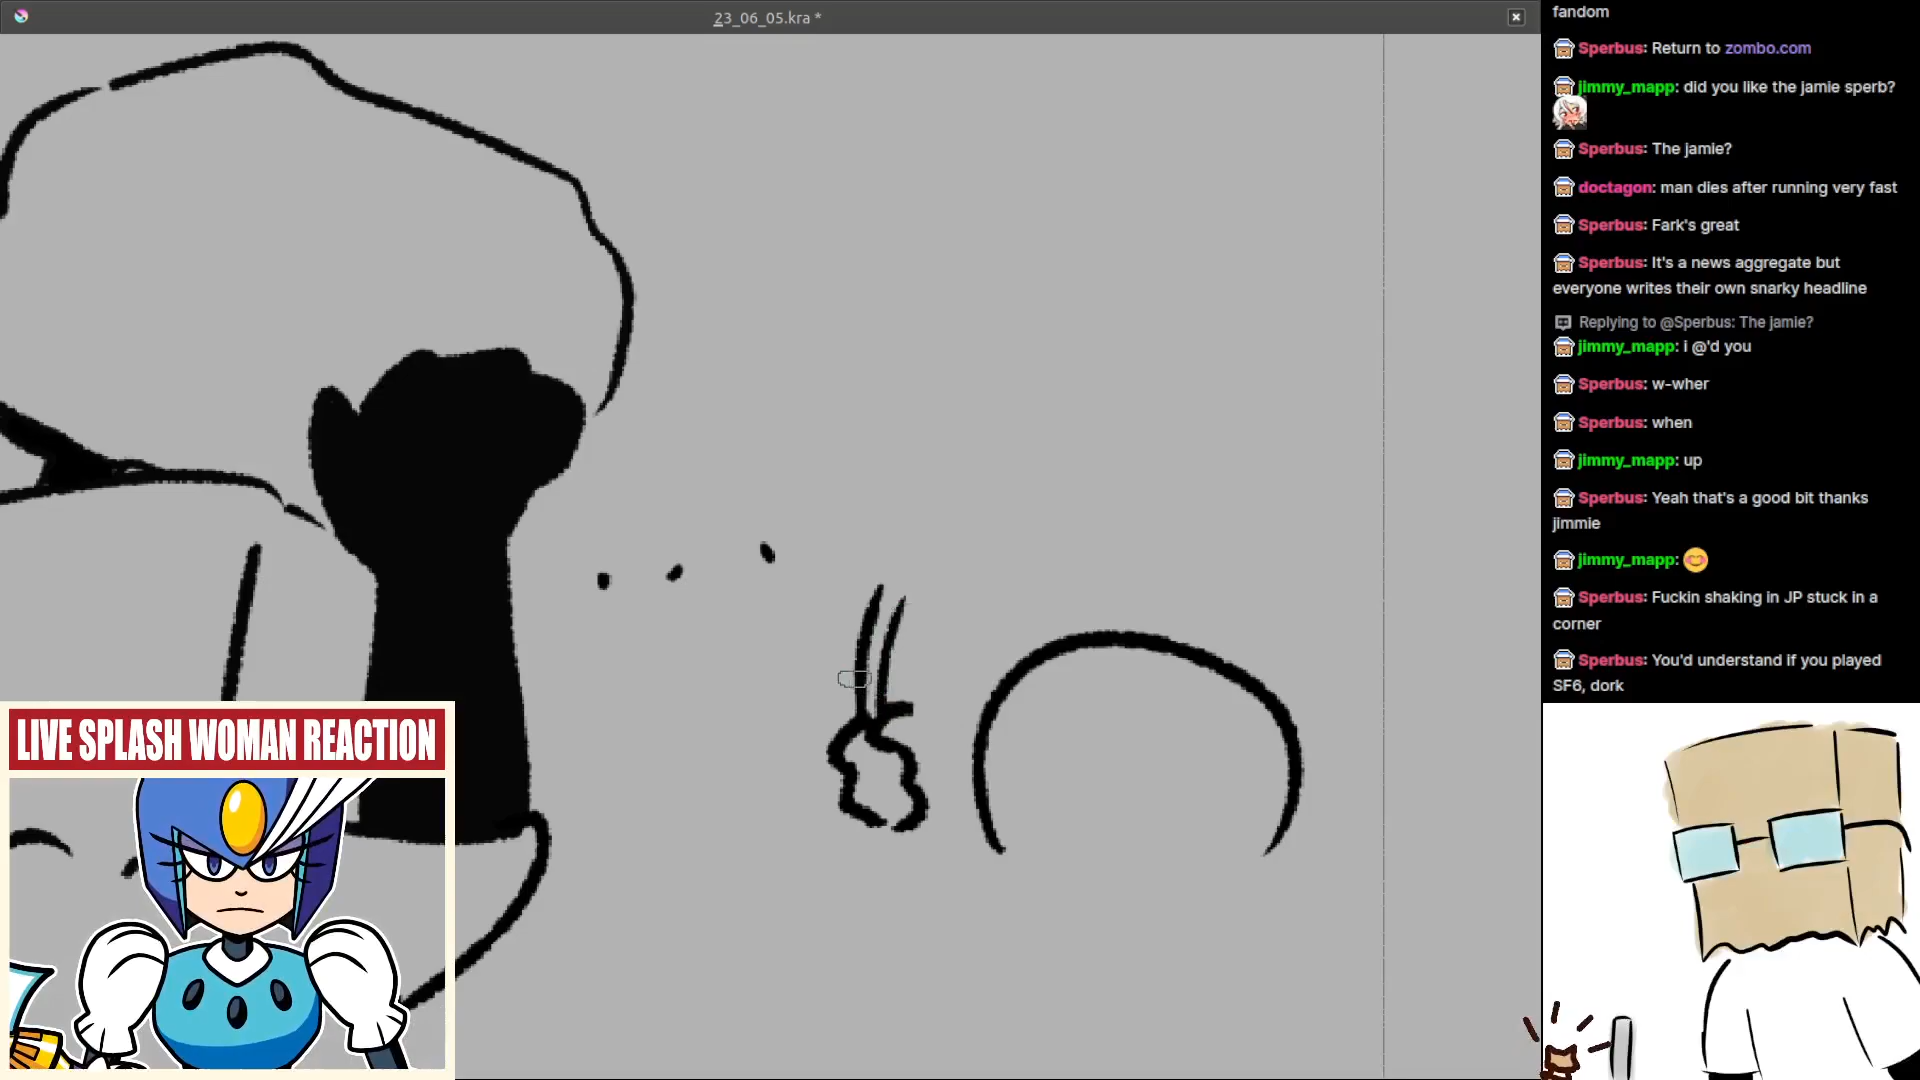 23_06_05.kra *
fandom
Sperbus: Return to zombo.com
jimmy_mapp: did you like the jamie sperb?
Sperbus: The jamie?
doctagon: man dies after running very fast
Sperbus: Fark's great
Sperbus: It's a news aggregate but
everyone writes their own snarky headline
Replying to @Sperbus: The jamie?
jimmy_mapp: i @'d you
Sperbus: w-wher
Sperbus: when
jimmy_mapp: up
Sperbus: Yeah that's a good bit thanks
jimmie
jimmy_mapp: 😊
Sperbus: Fuckin shaking in JP stuck in a
corner
Sperbus: You'd understand if you played
SF6, dork
LIVE SPLASH WOMAN REACTION